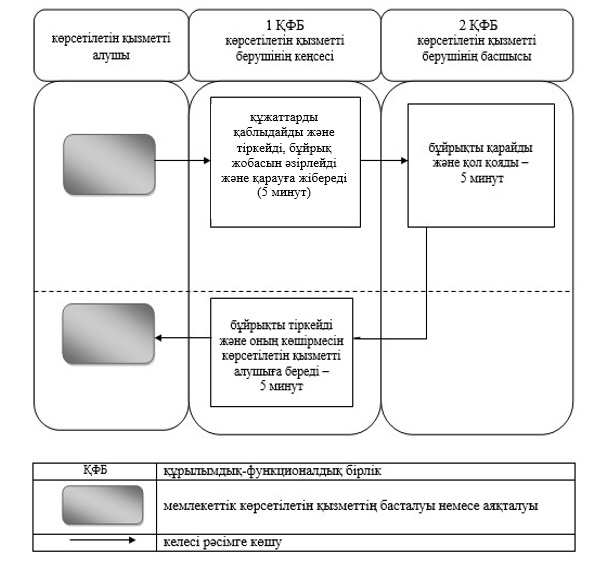 көрсетілетін қызметті
алушы
1 ҚФБ
көрсетілетін қызметті
берушінің кеңсесі
2 ҚФБ
көрсетілетін қызметті
берушінің басшысы
құжаттарды
қаблыдайды және
тіркейді, бұйрық
жобасын әзірлейді
және қарауға жібереді
(5 минут)
бұйрықты қарайды
және қол қояды –
5 минут
бұйрықты тіркейді
және оның көшірмесін
көрсетілетін қызметті
алушыға береді –
5 минут
ҚФБ
құрылымдық-функционалдық бірлік
мемлекеттік көрсетілетін қызметтің басталуы немесе аяқталуы
келесі рәсімге көшу